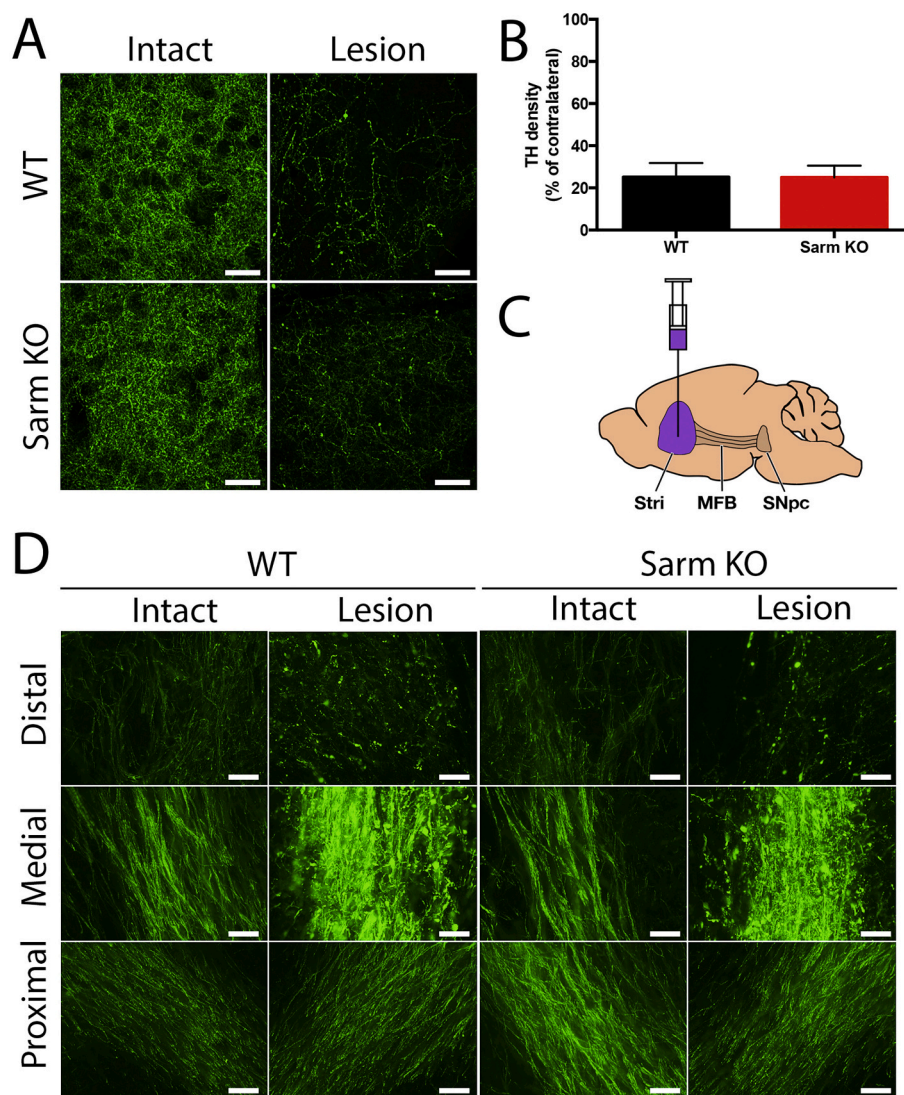 A
Intact
Lesion
WT
Sarm KO
B
TH density
(% of contralateral)
100
80
60
40
20
0
WT
Sarm KO
C
Stri
MFB
SNpc
D
WT
Sarm KO
Intact
Lesion
Intact
Lesion
Distal
Medial
Proximal